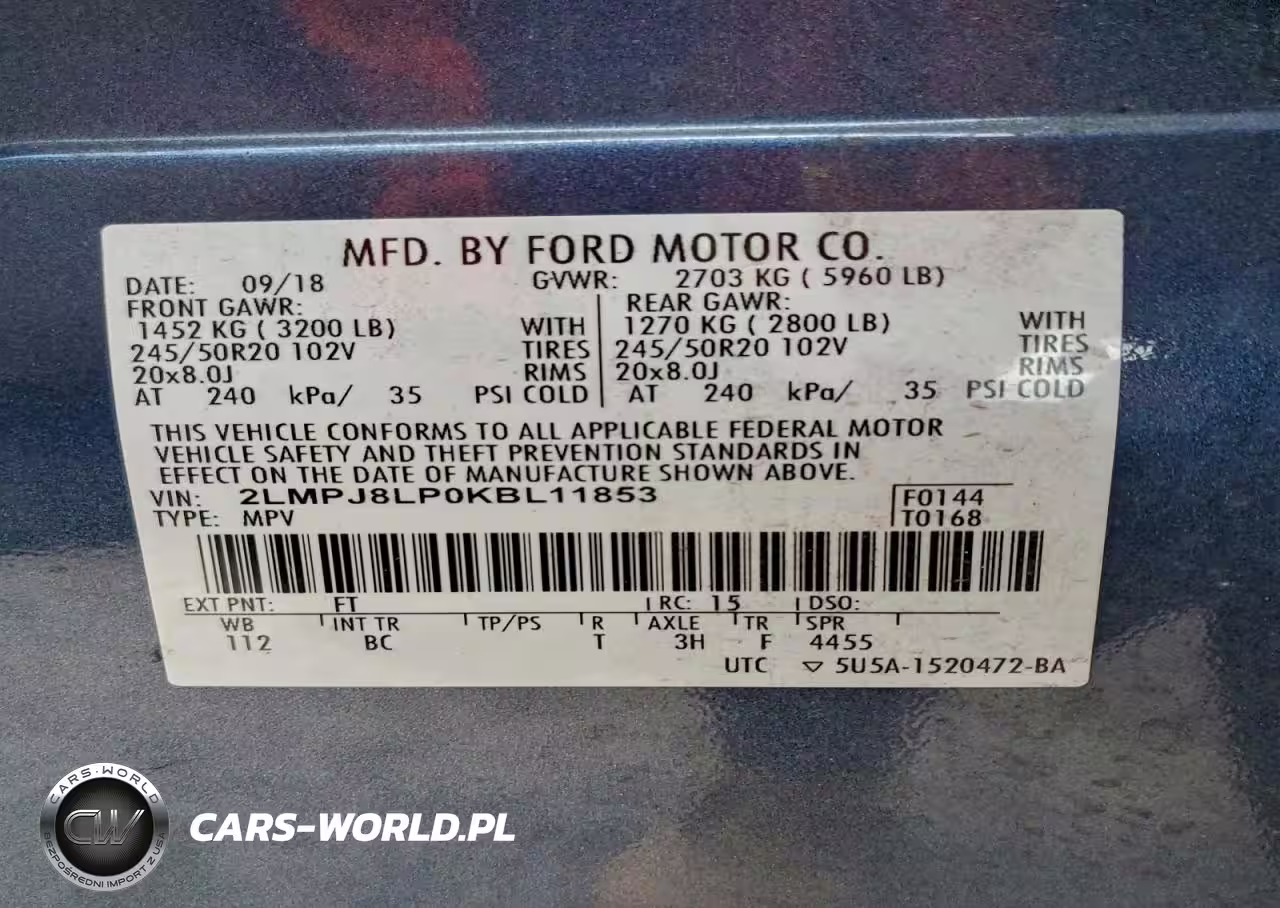 MFD. BY FORD MOTOR CO.
DATE: 09/18 GVWR: 2703 KG ( 5960 LB)
FRONT GAWR: REAR GAWR:
1452 KG ( 3200 LB) WITH 1270 KG ( 2800 LB) WITH
245/50R20 102V TIRES 245/50R20 102V TIRES
20x8.0J RIMS 20x8.0J RIMS
AT 240 kPa/ 35 PSI COLD AT 240 kPa/ 35 PSI COLD
THIS VEHICLE CONFORMS TO ALL APPLICABLE FEDERAL MOTOR
VEHICLE SAFETY AND THEFT PREVENTION STANDARDS IN
EFFECT ON THE DATE OF MANUFACTURE SHOWN ABOVE.
VIN: 2LMPJ8LP0KBL11853 F0144
TYPE: MPV T0168
EXT PNT: FT RC: 15 DSO:
WB INT TR TP/PS R AXLE TR SPR
112 BC T 3H F 4455
UTC ▽ 5U5A-1520472-BA
CARS-WORLD
CW
BEZPOŚREDNI IMPORT Z USA
CARS-WORLD.PL